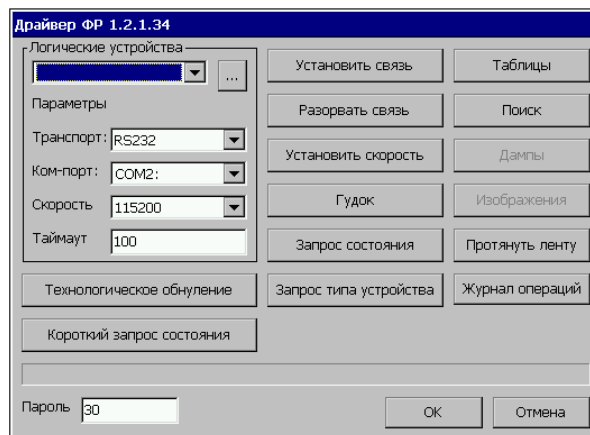 Драйвер ФР 1.2.1.34
Логические устройства
...
Параметры
Транспорт: RS232
Ком-порт: COM2:
Скорость 115200
Таймаут 100
Установить связь
Таблицы
Разорвать связь
Поиск
Установить скорость
Дампы
Гудок
Изображения
Запрос состояния
Протянуть ленту
Технологическое обнуление
Запрос типа устройства
Журнал операций
Короткий запрос состояния
Пароль 30
OK
Отмена